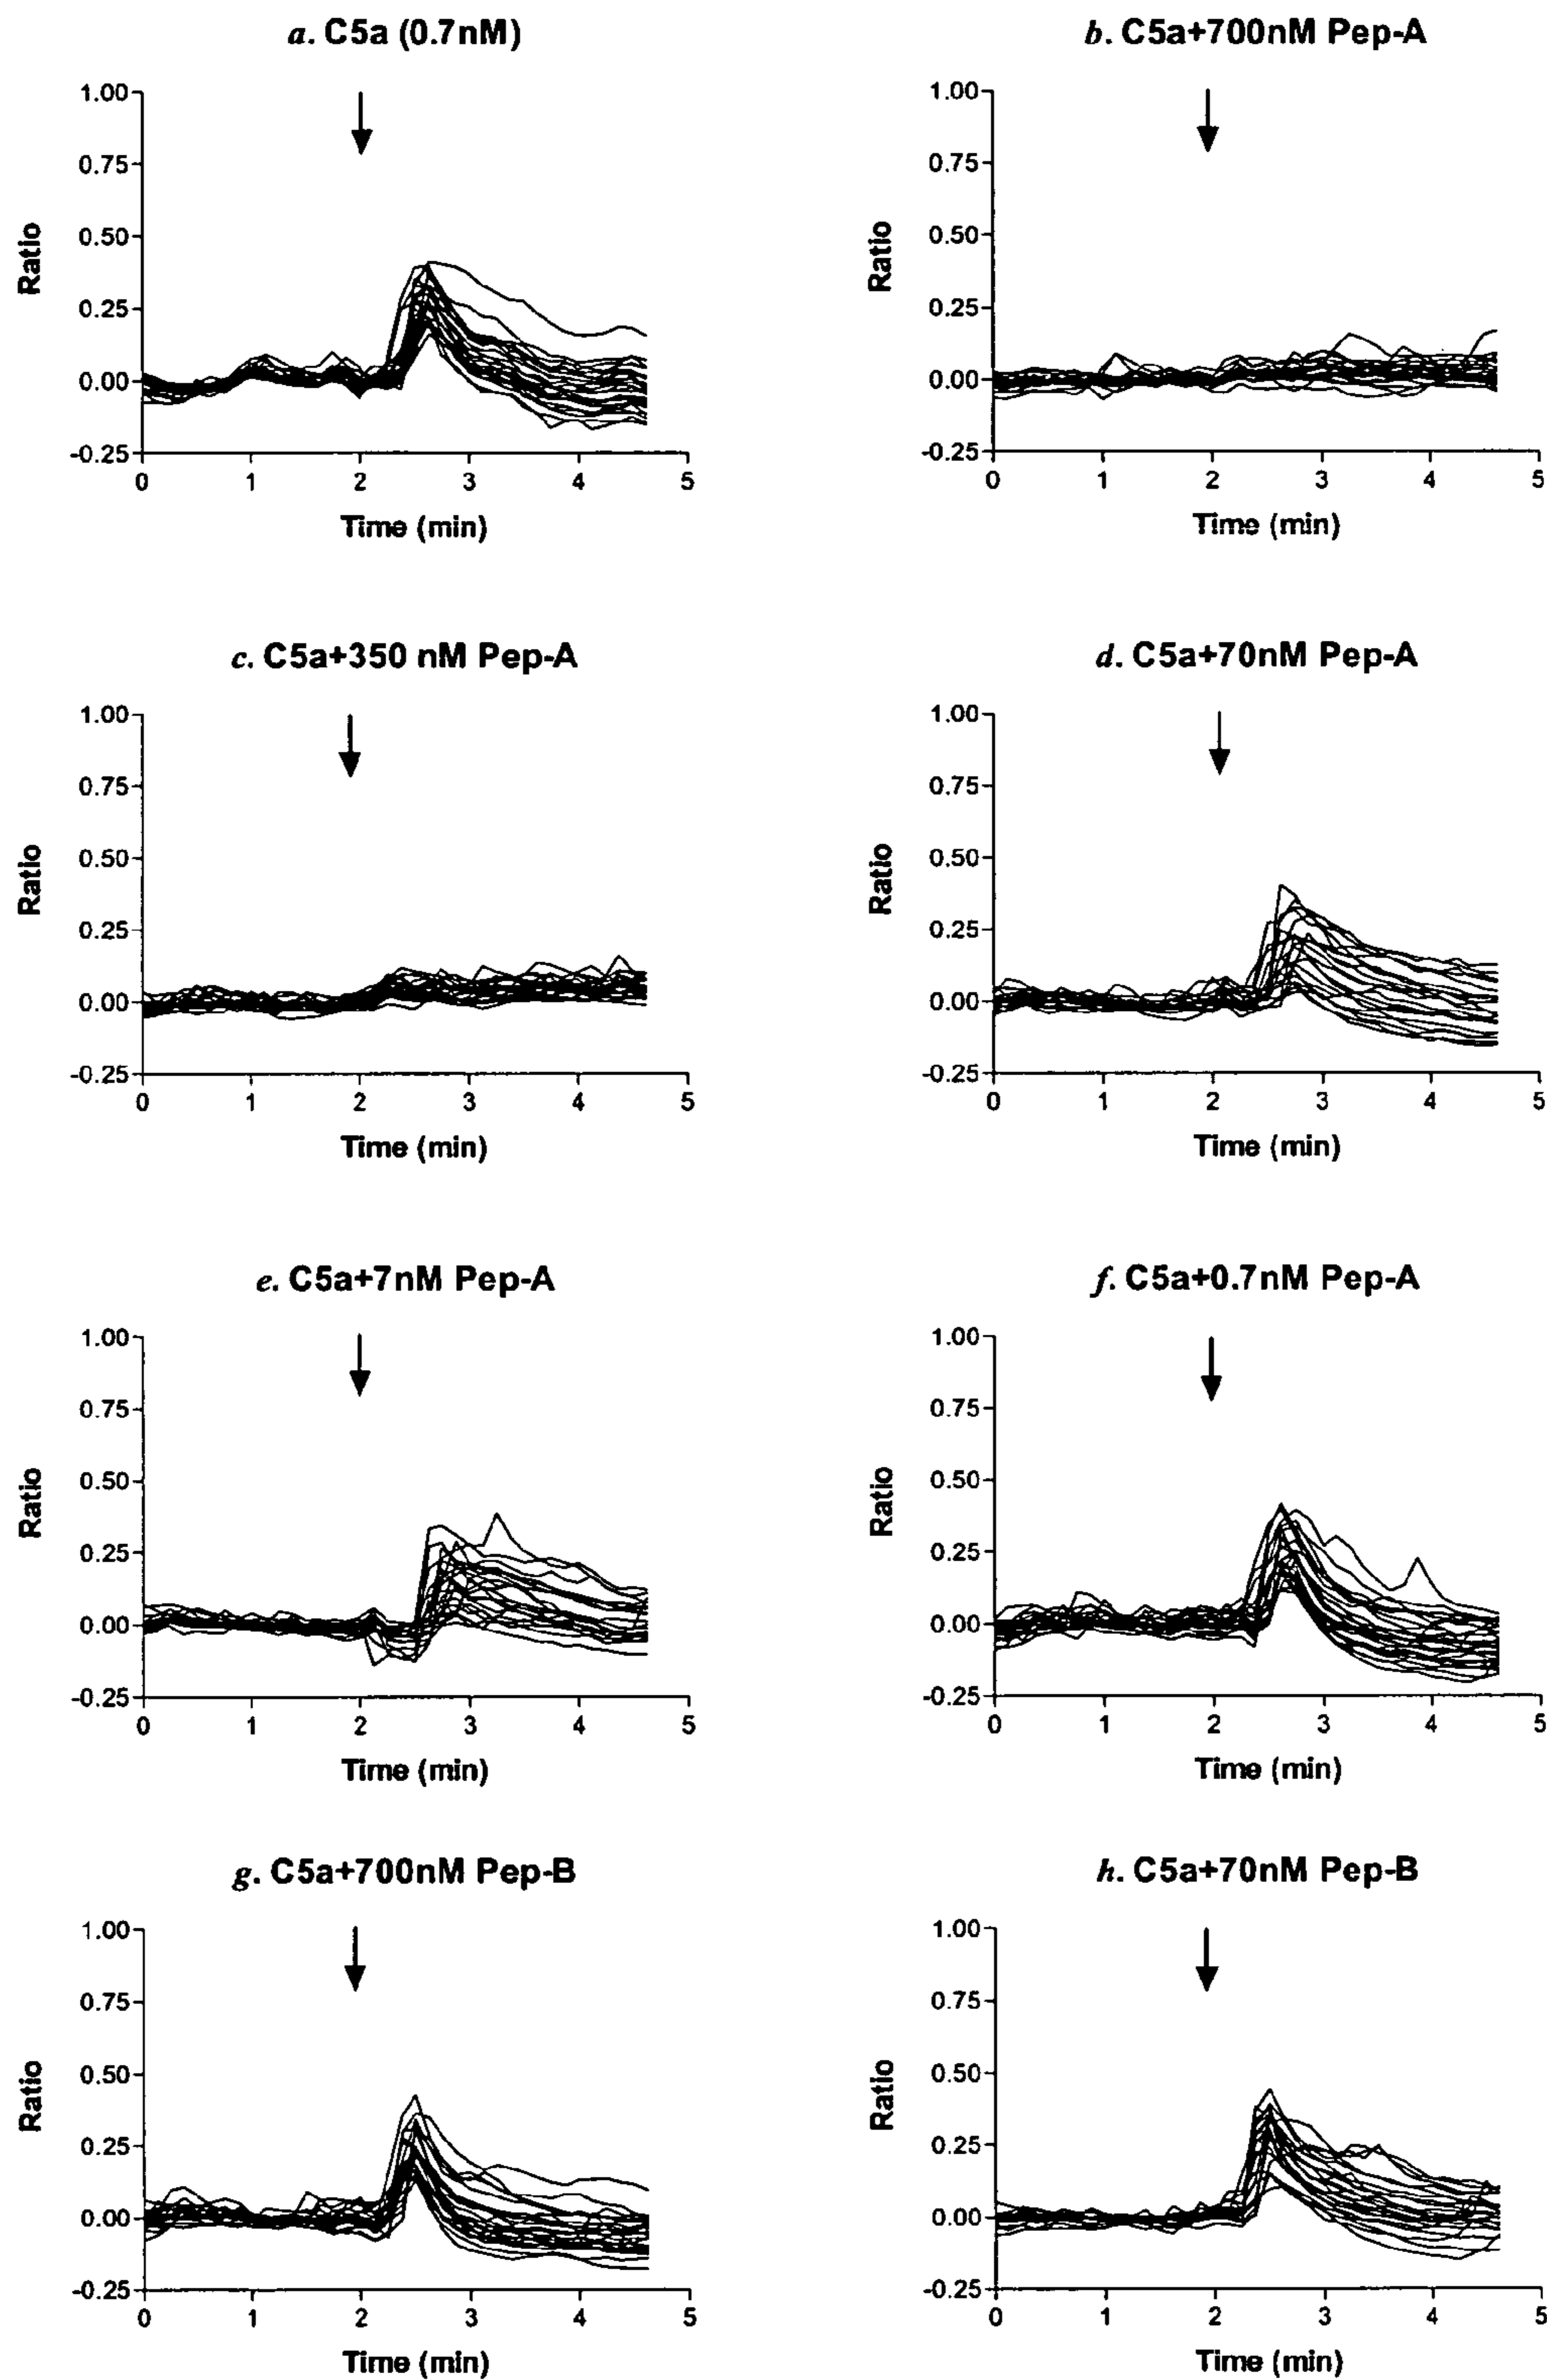 a. C5a (0.7nM)
1.00
0.75
0.50
0.25
0.00
-0.25
Ratio
0 1 2 3 4 5
Time (min)
b. C5a+700nM Pep-A
1.00
0.75
0.50
0.25
0.00
-0.25
Ratio
0 1 2 3 4 5
Time (min)
c. C5a+350 nM Pep-A
1.00
0.75
0.50
0.25
0.00
-0.25
Ratio
0 1 2 3 4 5
Time (min)
d. C5a+70nM Pep-A
1.00
0.75
0.50
0.25
0.00
-0.25
Ratio
0 1 2 3 4 5
Time (min)
e. C5a+7nM Pep-A
1.00
0.75
0.50
0.25
0.00
-0.25
Ratio
0 1 2 3 4 5
Time (min)
f. C5a+0.7nM Pep-A
1.00
0.75
0.50
0.25
0.00
-0.25
Ratio
0 1 2 3 4 5
Time (min)
g. C5a+700nM Pep-B
1.00
0.75
0.50
0.25
0.00
-0.25
Ratio
0 1 2 3 4 5
Time (min)
h. C5a+70nM Pep-B
1.00
0.75
0.50
0.25
0.00
-0.25
Ratio
0 1 2 3 4 5
Time (min)